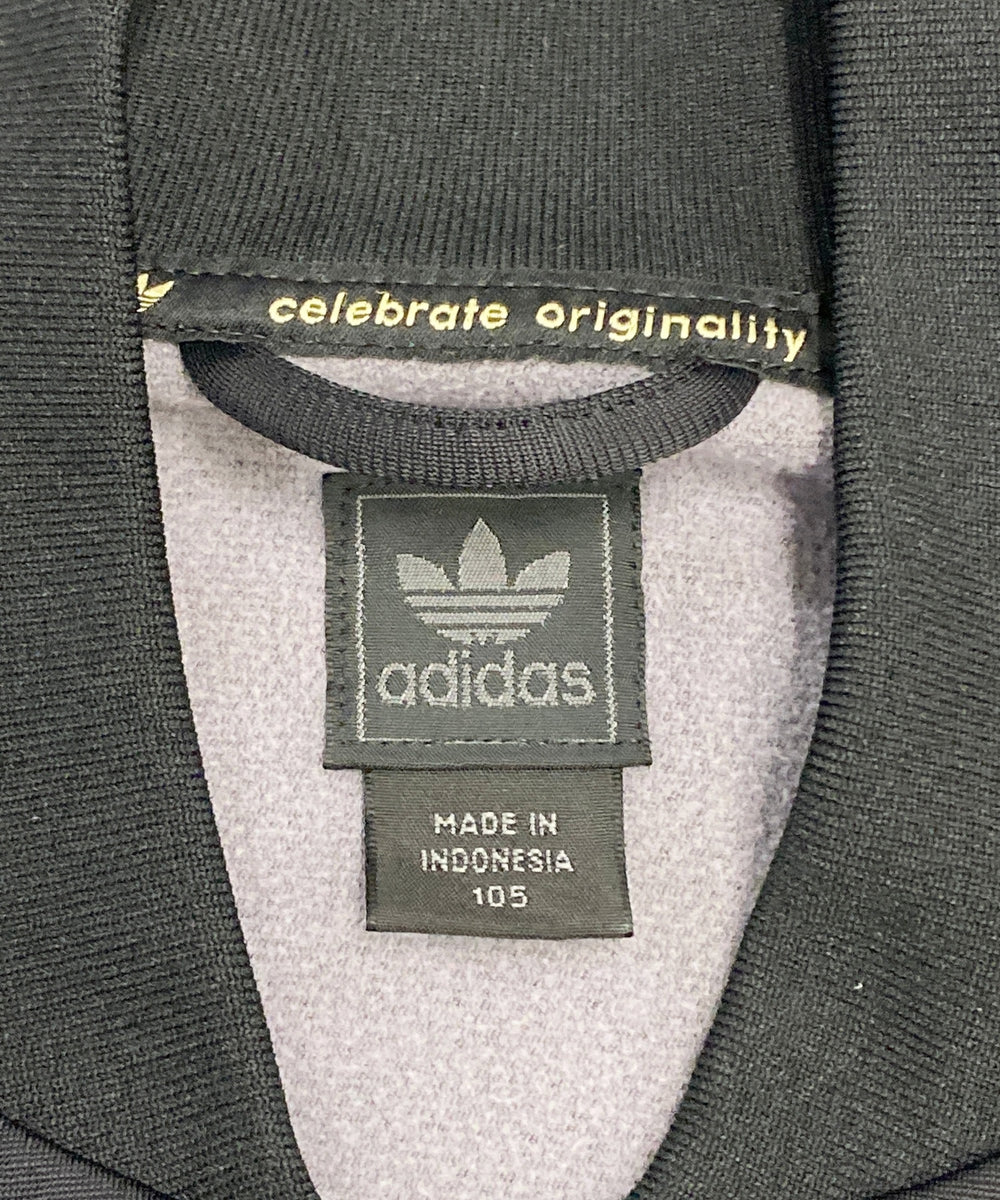 celebrate originality
adidas
MADE IN
INDONESIA
105